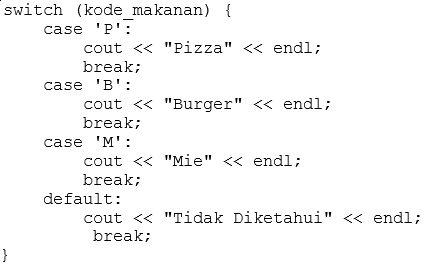 switch (kode_makanan) {
    case 'P':
        cout << "Pizza" << endl;
        break;
    case 'B':
        cout << "Burger" << endl;
        break;
    case 'M':
        cout << "Mie" << endl;
        break;
    default:
        cout << "Tidak Diketahui" << endl;
         break;
}